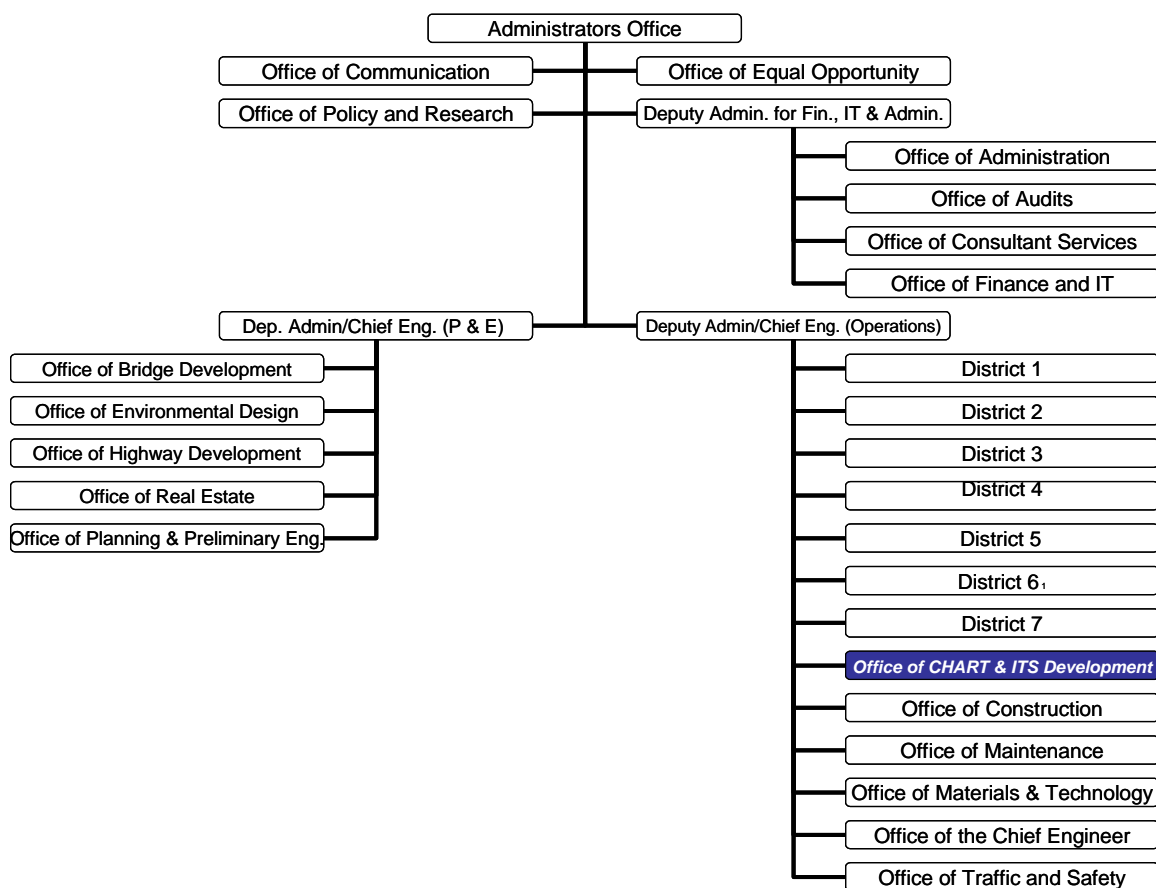 Administrators Office
Office of Communication
Office of Equal Opportunity
Office of Policy and Research
Deputy Admin. for Fin., IT & Admin.
Office of Administration
Office of Audits
Office of Consultant Services
Office of Finance and IT
Dep. Admin/Chief Eng. (P & E)
Deputy Admin/Chief Eng. (Operations)
Office of Bridge Development
Office of Environmental Design
Office of Highway Development
Office of Real Estate
Office of Planning & Preliminary Eng.
District 1
District 2
District 3
District 4
District 5
District 6 1
District 7
Office of CHART & ITS Development
Office of Construction
Office of Maintenance
Office of Materials & Technology
Office of the Chief Engineer
Office of Traffic and Safety